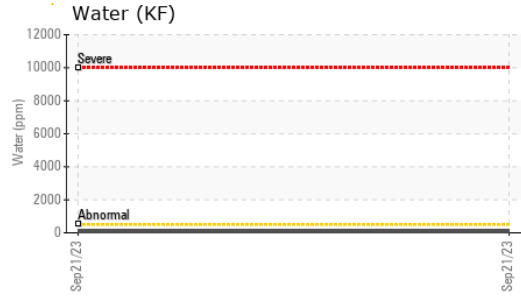 Water (KF)
12000
Severe
10000
8000
Water (ppm)
6000
4000
2000
Abnormal
0
Sep21/23
Sep21/23